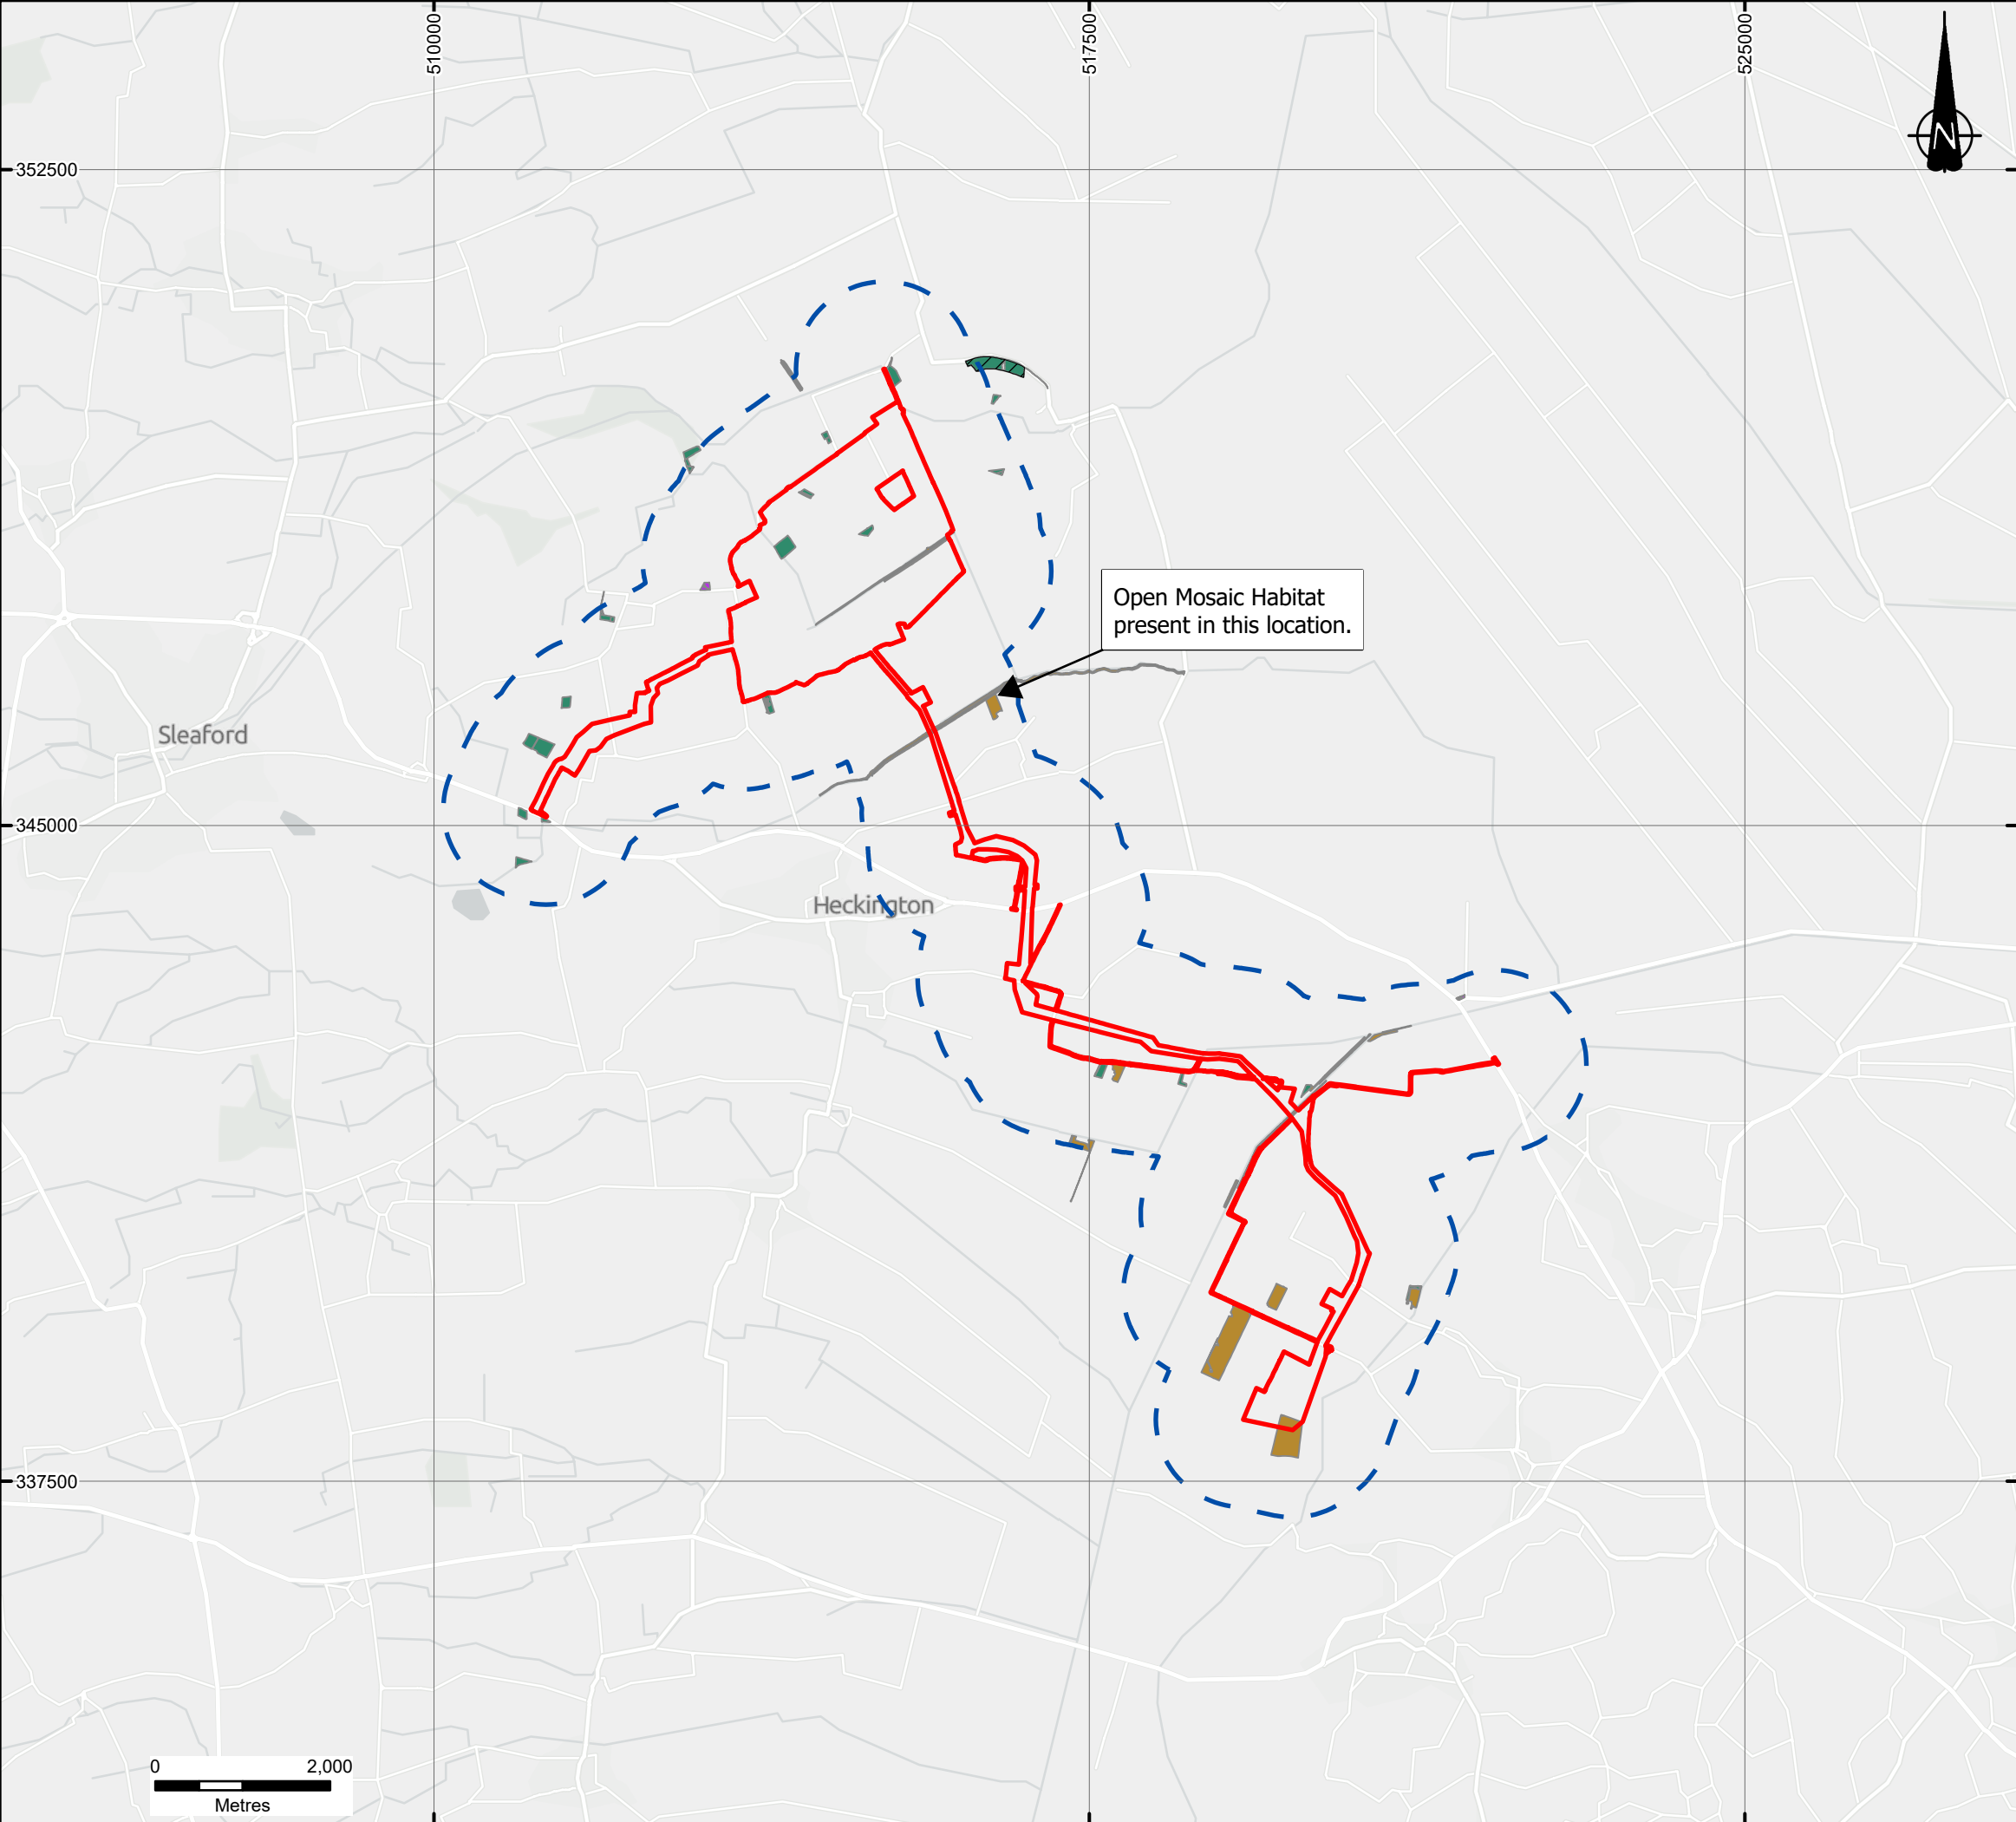 510000
517500
525000
N
352500
Open Mosaic Habitat
present in this location.
Sleaford
345000
Heckington
337500
0 2,000
Metres